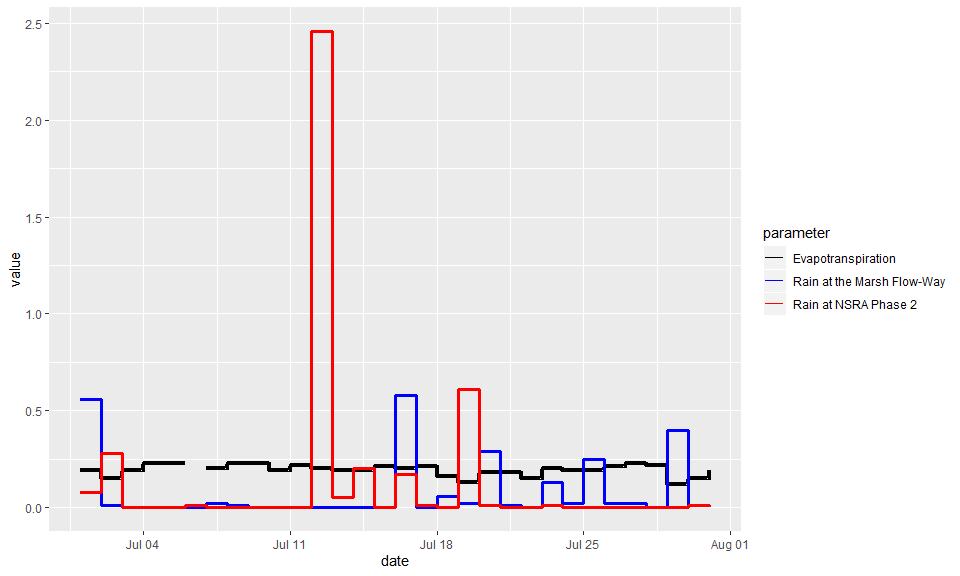 2.5
2.0
1.5
1.0
0.5
0.0
value
Jul 04
Jul 11
Jul 18
Jul 25
Aug 01
date
parameter
Evapotranspiration
Rain at the Marsh Flow-Way
Rain at NSRA Phase 2